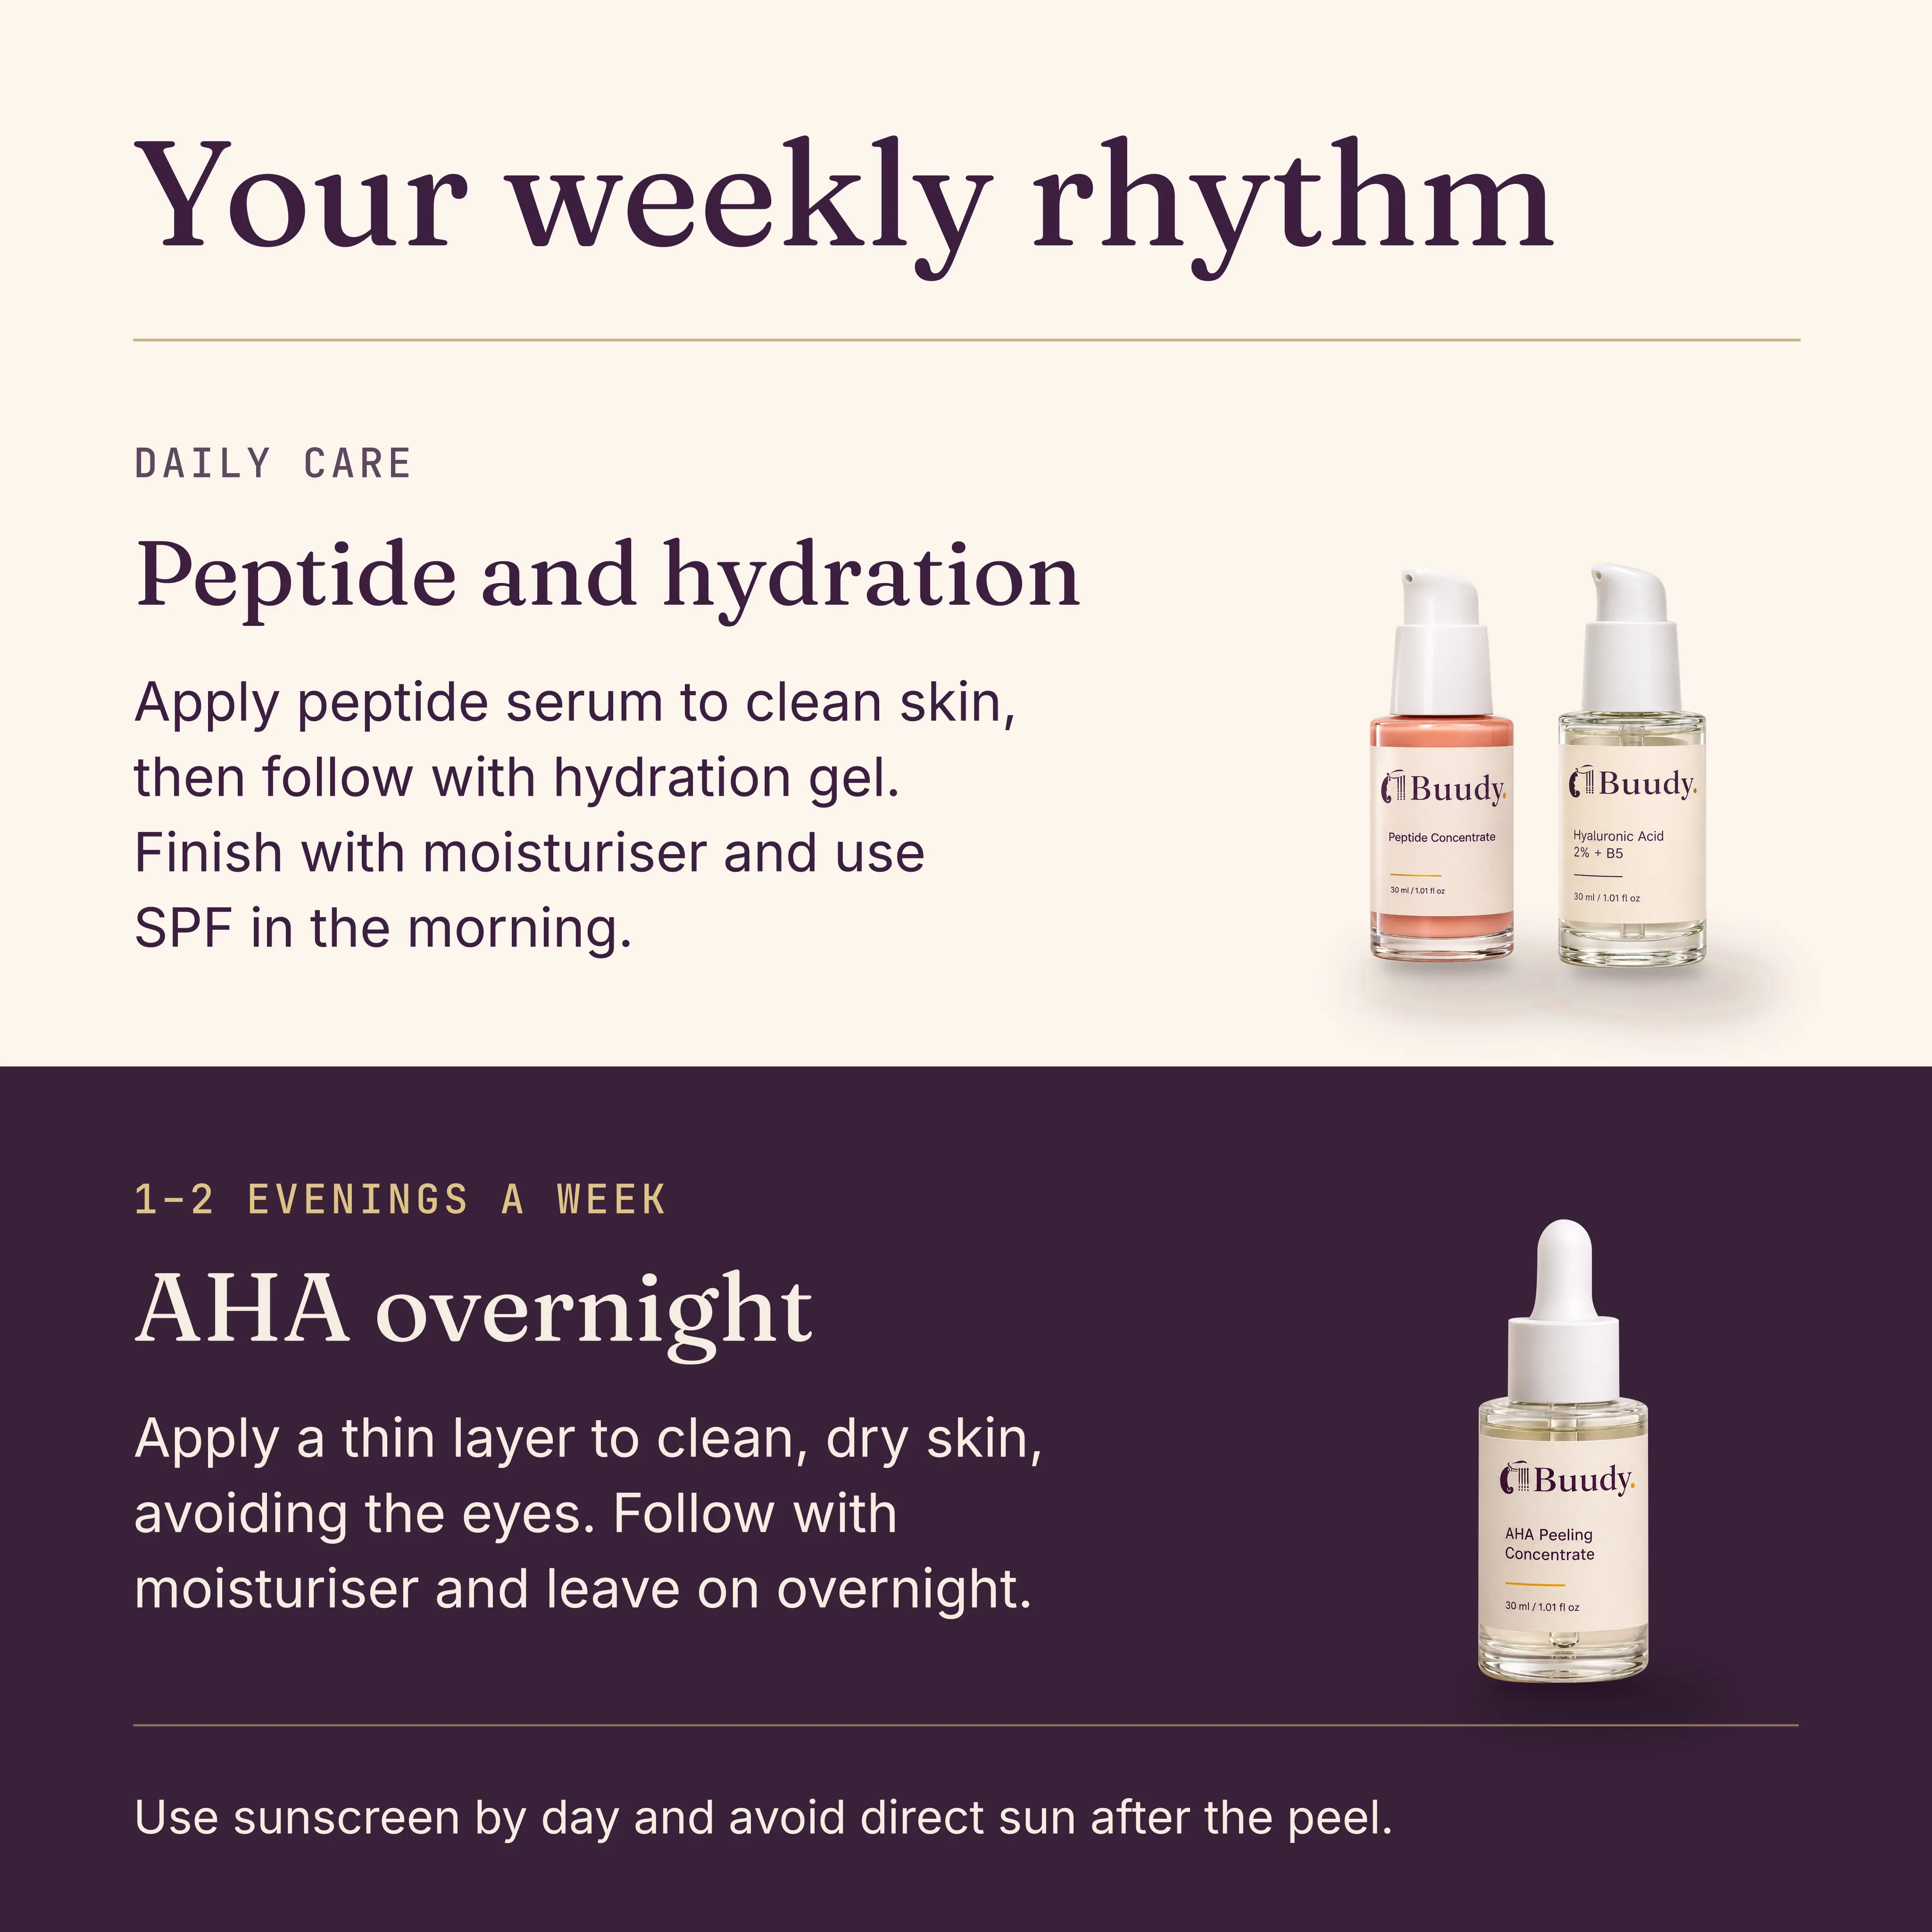 Your weekly rhythm
DAILY CARE
Peptide and hydration
Apply peptide serum to clean skin,
then follow with hydration gel.
Finish with moisturiser and use
SPF in the morning.
Buudy.
Peptide Concentrate
30 ml / 1.01 fl oz
Buudy.
Hyaluronic Acid
2% + B5
30 ml / 1.01 fl oz
1–2 EVENINGS A WEEK
AHA overnight
Apply a thin layer to clean, dry skin,
avoiding the eyes. Follow with
moisturiser and leave on overnight.
Buudy.
AHA Peeling
Concentrate
30 ml / 1.01 fl oz
Use sunscreen by day and avoid direct sun after the peel.